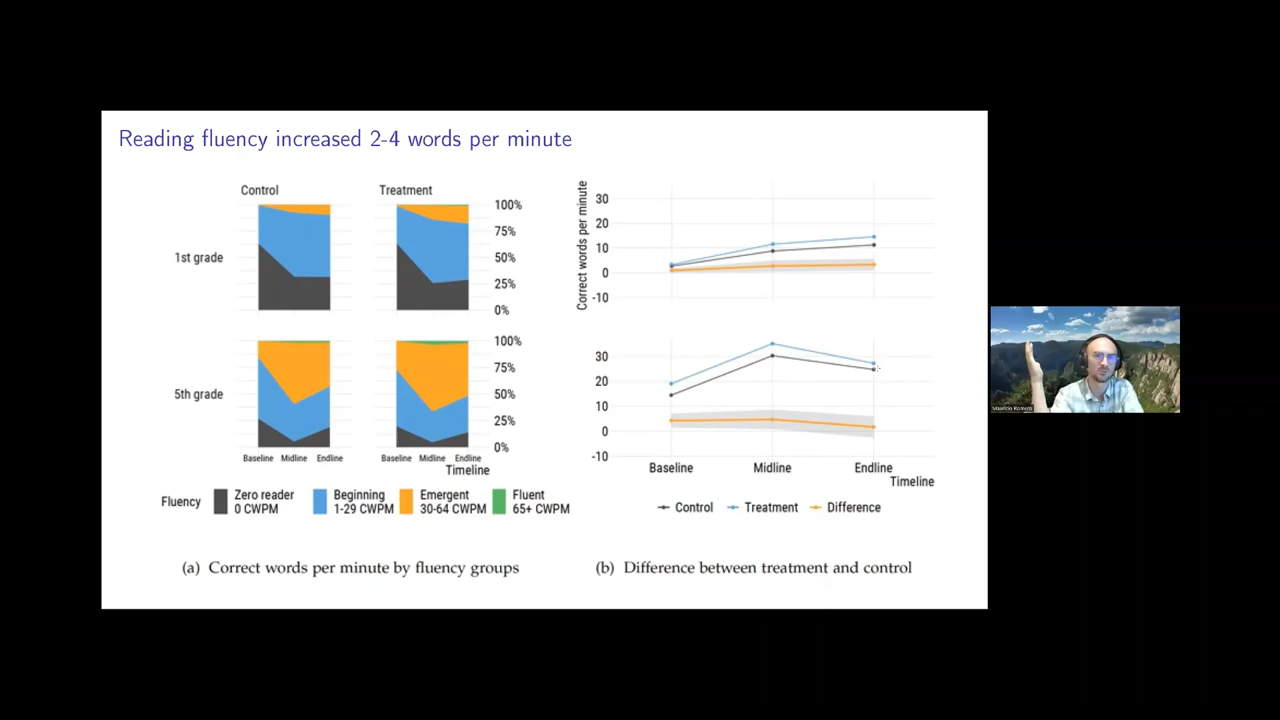 Reading fluency increased 2-4 words per minute
Control
Treatment
1st grade
100%
75%
50%
25%
0%
5th grade
100%
75%
50%
25%
0%
Baseline Midline Endline
Baseline Midline Endline
Timeline
Fluency
Zero reader
0 CWPM
Beginning
1-29 CWPM
Emergent
30-64 CWPM
Fluent
65+ CWPM
(a) Correct words per minute by fluency groups
Correct words per minute
30
20
10
0
-10
30
20
10
0
-10
Baseline Midline Endline
Timeline
Control Treatment Difference
(b) Difference between treatment and control
Mauricio Romero